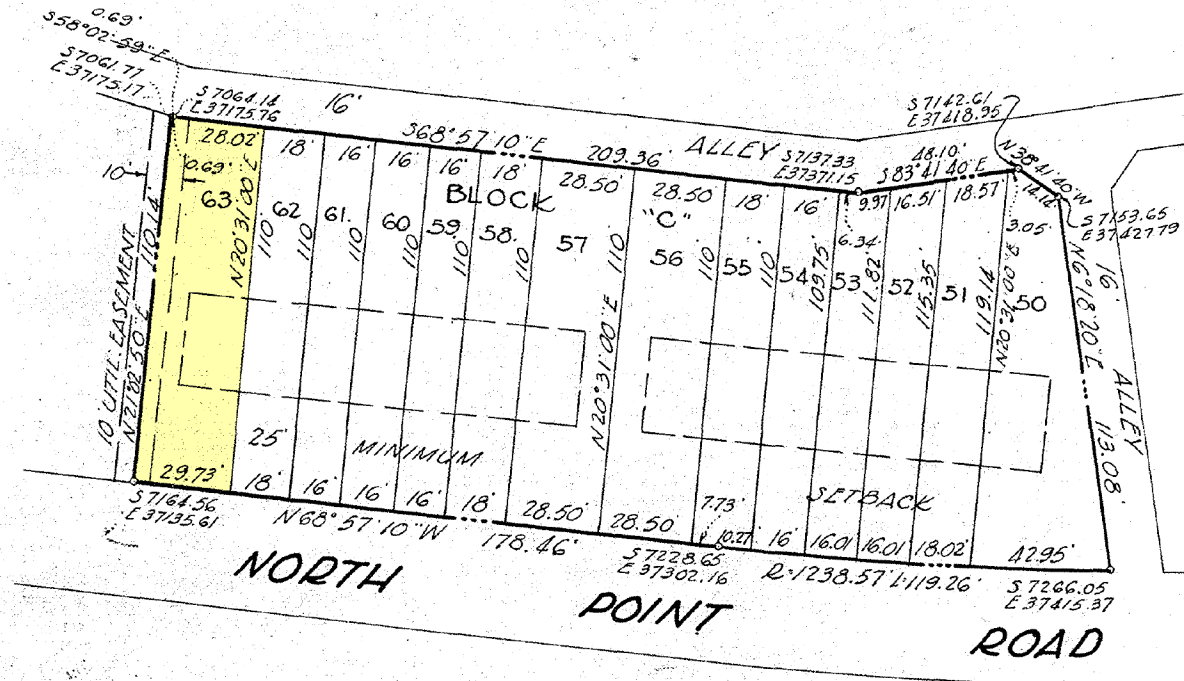 0.69'
S58°02'59"E
S7061.77
E37175.17
S7064.14
E37175.76
16'
S68°57'10"E
209.36'
ALLEY
S7137.33
E37371.15
S7142.61
E37418.95
48.10'
S83°41'40"E
N38°41'40"W
14.14'
S7153.65
E37427.79
28.02'
18'
16'
16'
16'
18'
28.50'
28.50'
18'
16'
9.97
16.51
18.57
3.05'
6.34'
10'
0.69'
BLOCK
"C"
63
62
61
60
59
58
57
56
55
54
53
52
51
50
N20°31'00"E
110'
110'
110'
110'
110'
110'
110'
110'
110'
109.75'
111.82'
115.35'
119.14'
N20°31'00"E
N6°18'20"E
113.08'
16'
ALLEY
10' UTIL. EASEMENT
N21°02'50"E
110.14'
N20°31'00"E
25'
MINIMUM
SETBACK
29.73'
18'
16'
16'
16'
18'
28.50'
28.50
7.73'
10.27'
16'
16.01
16.01
18.02'
42.95'
S7164.56
E37135.61
N68°57'10"W
178.46'
S7228.65
E37302.16
R=1238.57' L=119.26'
S7266.05
E37415.37
NORTH
POINT
ROAD